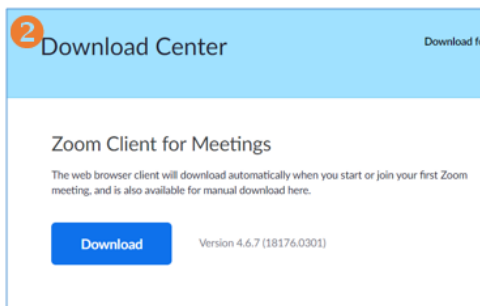 2
Download Center
Download f
Zoom Client for Meetings
The web browser client will download automatically when you start or join your first Zoom
meeting, and is also available for manual download here.
Download
Version 4.6.7 (18176.0301)